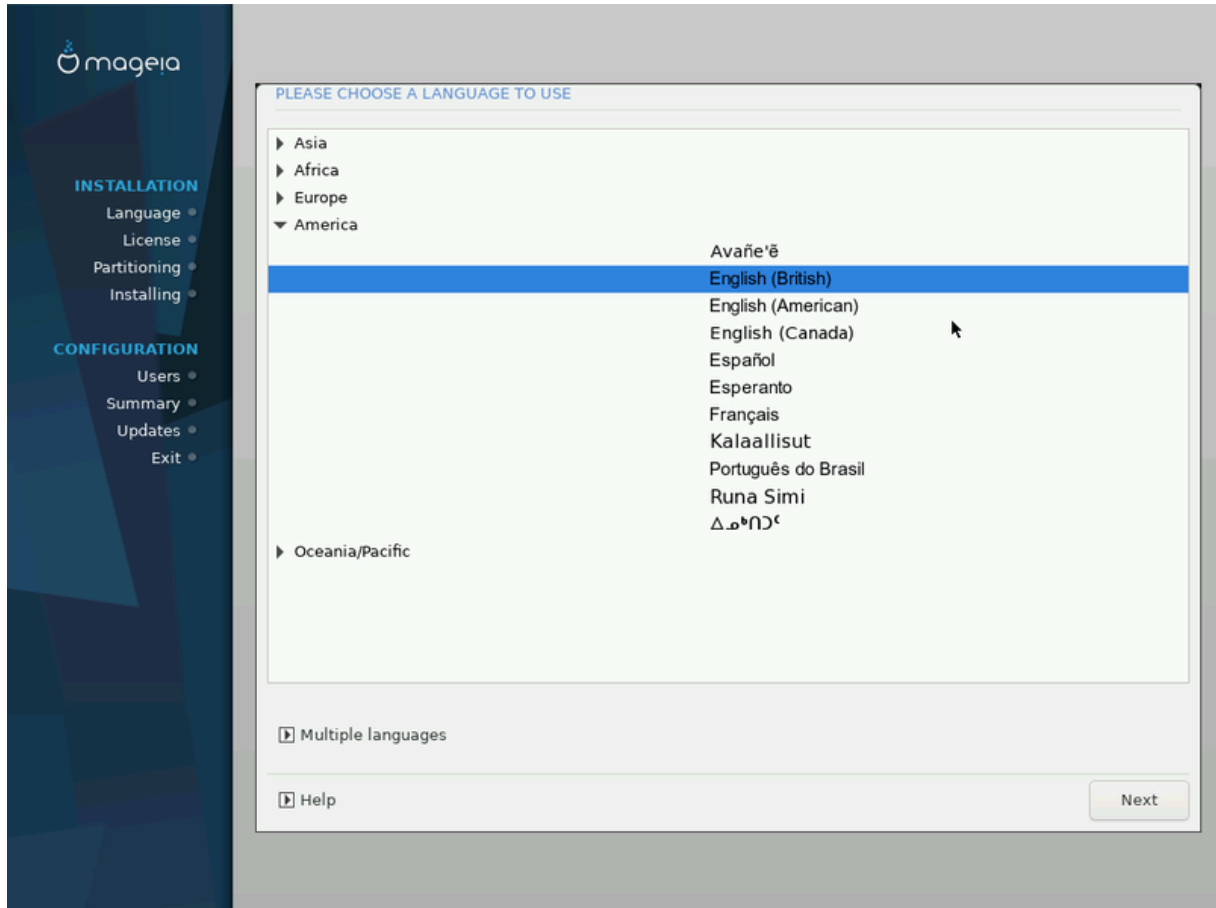 mageia
INSTALLATION
Language
License
Partitioning
Installing
CONFIGURATION
Users
Summary
Updates
Exit
PLEASE CHOOSE A LANGUAGE TO USE
Asia
Africa
Europe
America
Avañe'ẽ
English (British)
English (American)
English (Canada)
Español
Esperanto
Français
Kalaallisut
Português do Brasil
Runa Simi
ᐃᓄᒃᑎᑐᑦ
Oceania/Pacific
Multiple languages
Help
Next